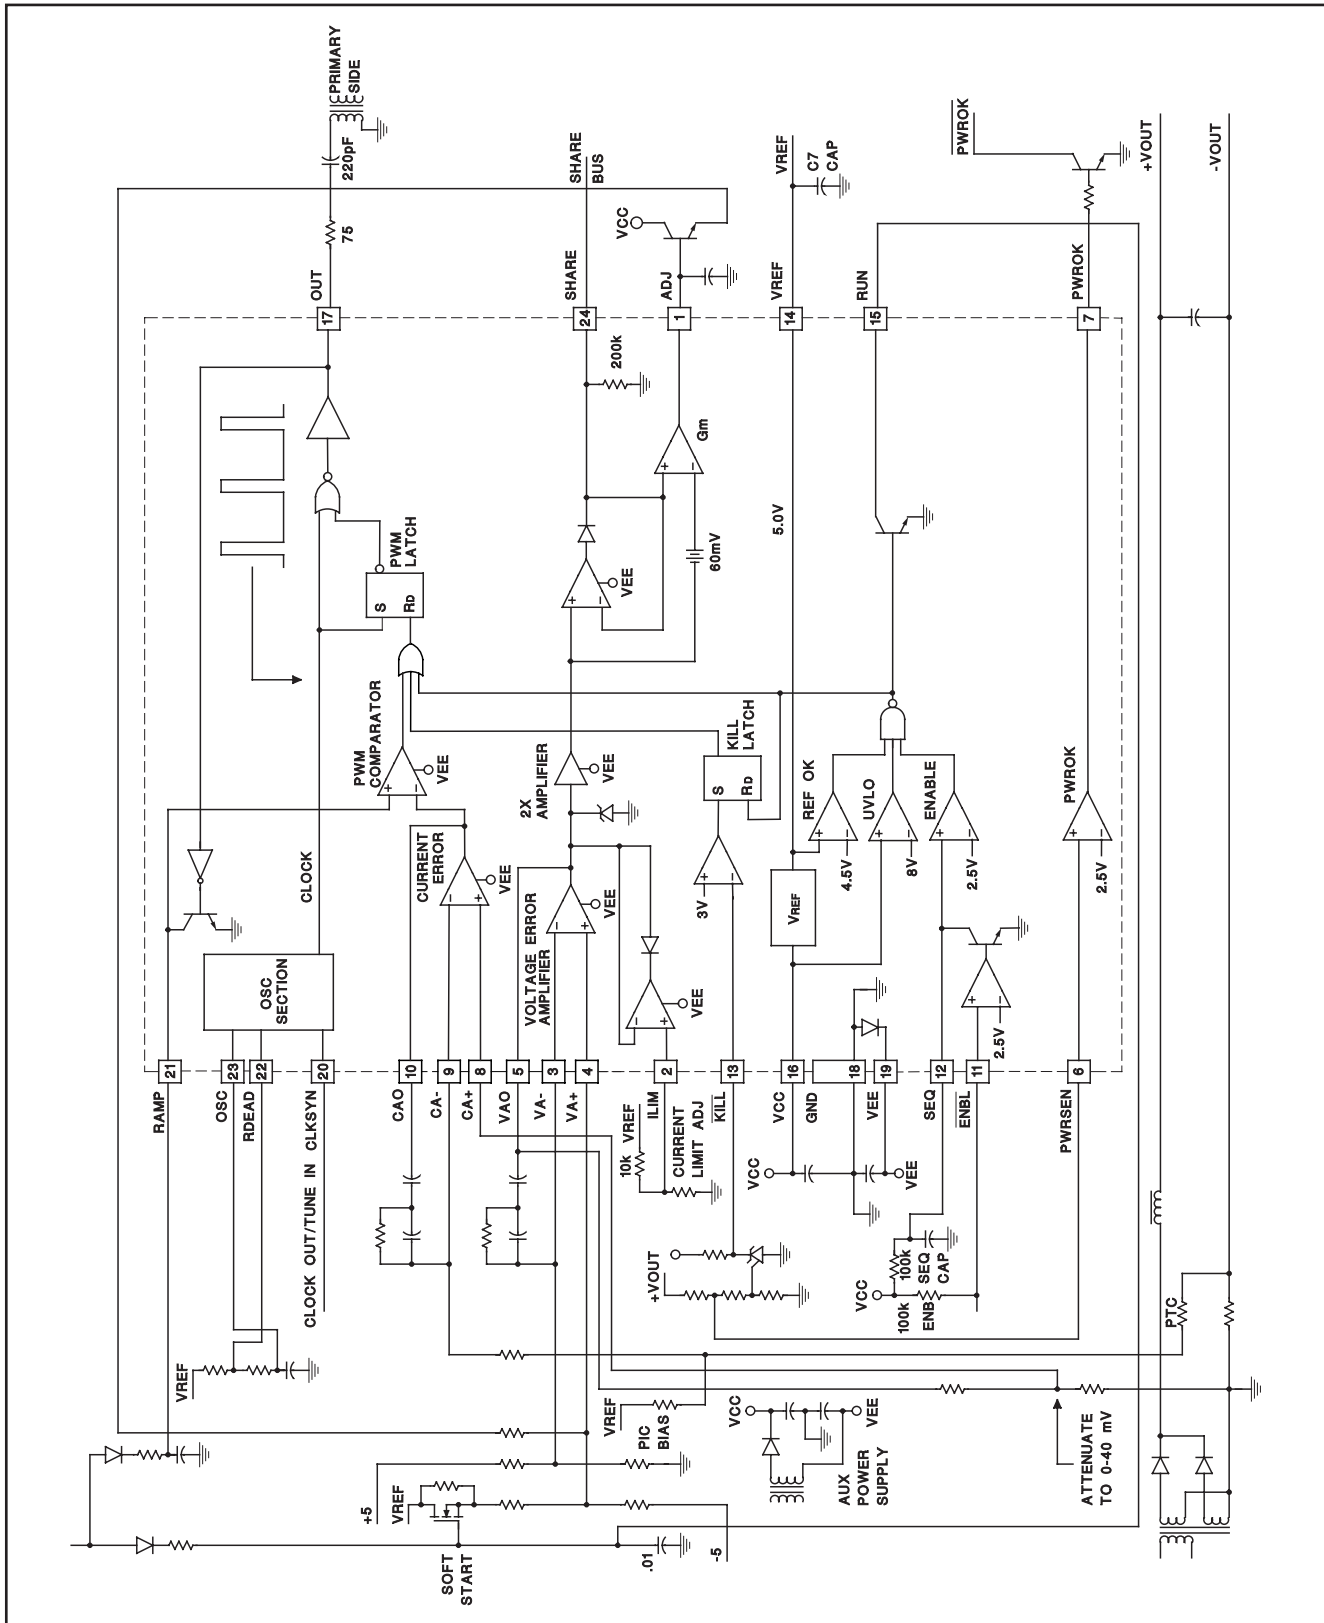 PRIMARY
SIDE
220pF
75
OUT
17
SHARE
BUS
SHARE
24
200k
VCC
ADJ
1
Gm
VREF
C7
CAP
VREF
14
5.0V
RUN
15
PWROK
PWROK
7
+VOUT
-VOUT
PWM
LATCH
S
RD
+
-
VEE
60mV
+
-
PWM
COMPARATOR
+
-
VEE
2X
AMPLIFIER
VEE
KILL
LATCH
S
RD
REF OK
+
-
4.5V
UVLO
+
-
8V
ENABLE
+
-
2.5V
PWROK
+
-
2.5V
CLOCK
CURRENT
ERROR
-
+
VEE
VOLTAGE ERROR
AMPLIFIER
-
+
VEE
3V
+
-
VREF
OSC
SECTION
-
+
VEE
+
-
2.5V
21
RAMP
23
OSC
22
RDEAD
20
CLOCK OUT/TUNE IN CLKSYN
10
CAO
9
CA-
8
CA+
5
VAO
3
VA-
4
VA+
2
ILIM
VREF
10k
CURRENT
LIMIT ADJ
13
KILL
16
VCC
GND
18
19
VEE
12
SEQ
11
ENBL
6
PWRSEN
VCC
VEE
+VOUT
VCC
100k
SEQ
CAP
100k
ENB
PTC
VREF
VREF
PIC
BIAS
VCC
VEE
AUX
POWER
SUPPLY
ATTENUATE
TO 0-40 mV
+5
VREF
SOFT
START
.01
-5